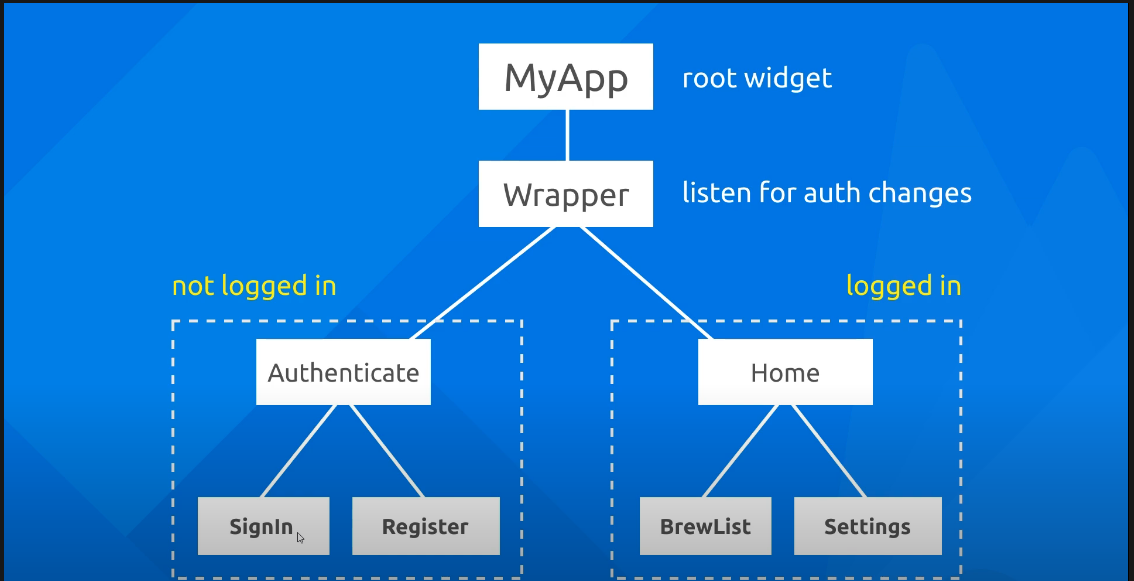 MyApp
root widget
Wrapper
listen for auth changes
not logged in
logged in
Authenticate
Home
SignIn
Register
BrewList
Settings